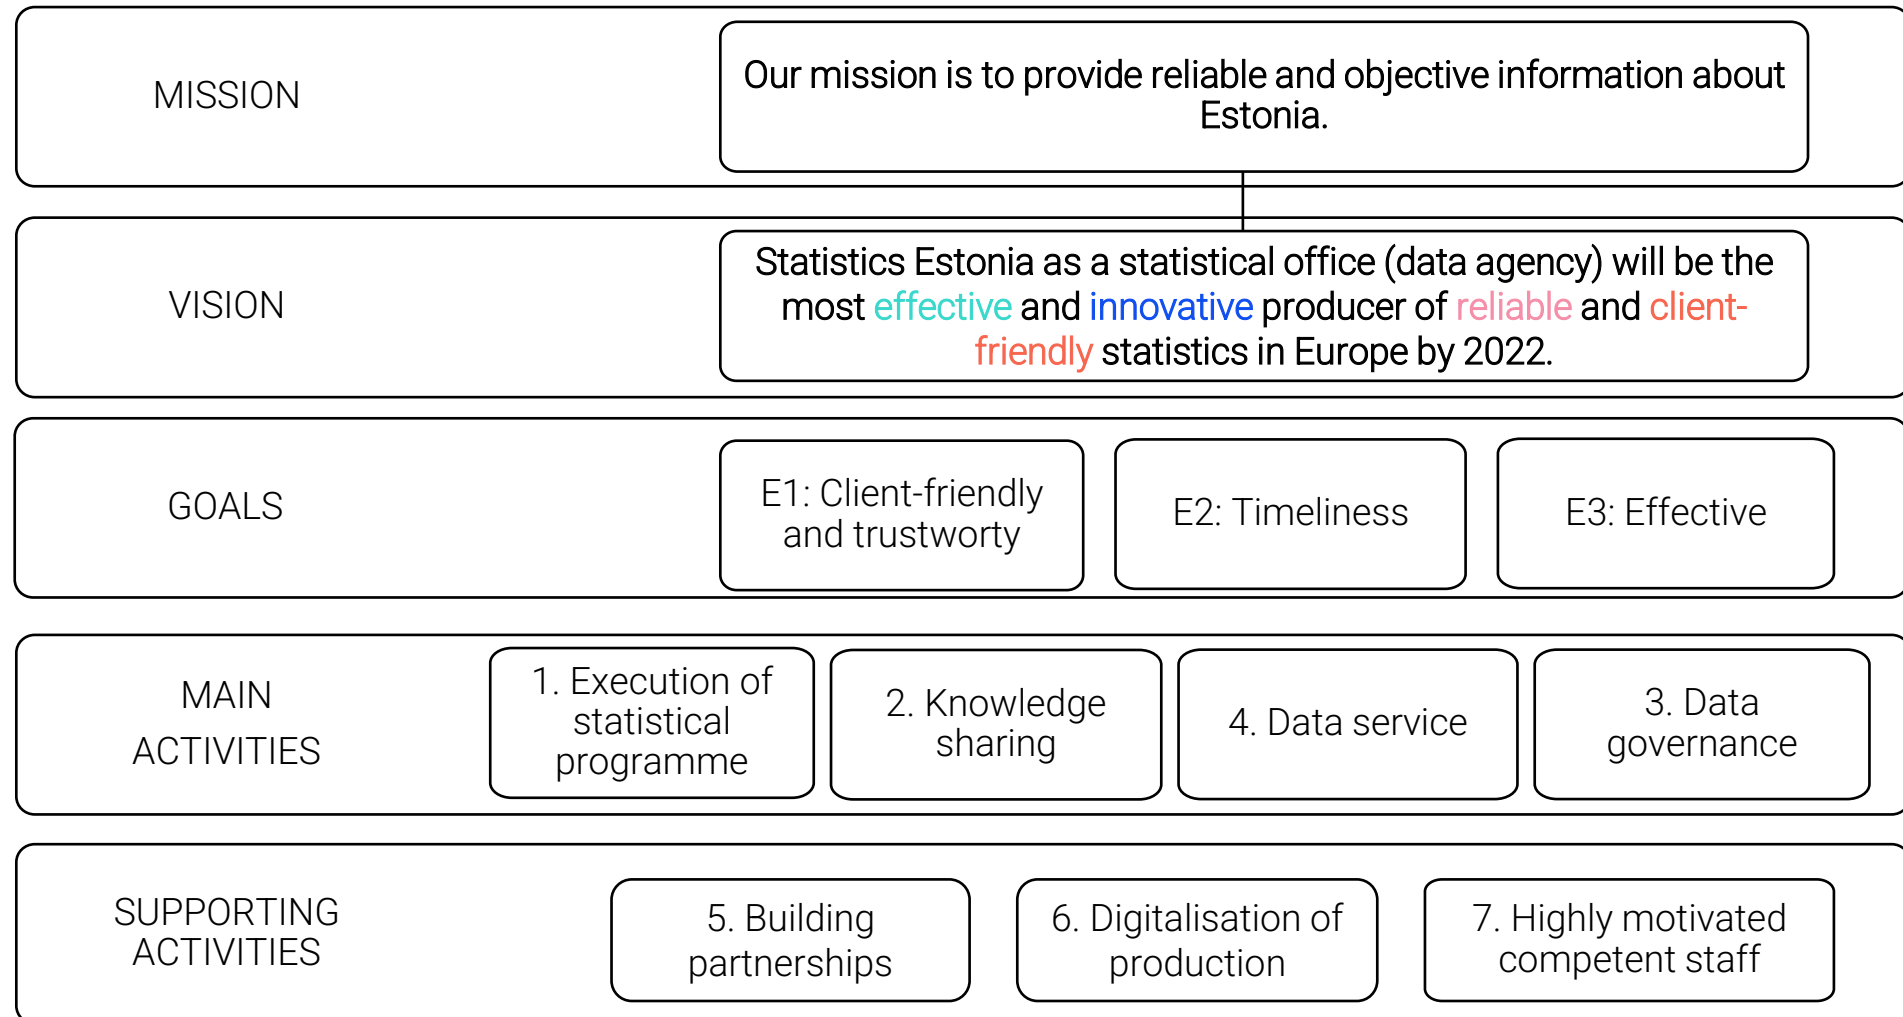 MISSION
Our mission is to provide reliable and objective information about
Estonia.
VISION
Statistics Estonia as a statistical office (data agency) will be the
most effective and innovative producer of reliable and client-
friendly statistics in Europe by 2022.
GOALS
E1: Client-friendly
and trustworty
E2: Timeliness
E3: Effective
MAIN
ACTIVITIES
1. Execution of
statistical
programme
2. Knowledge
sharing
4. Data service
3. Data
governance
SUPPORTING
ACTIVITIES
5. Building
partnerships
6. Digitalisation of
production
7. Highly motivated
competent staff